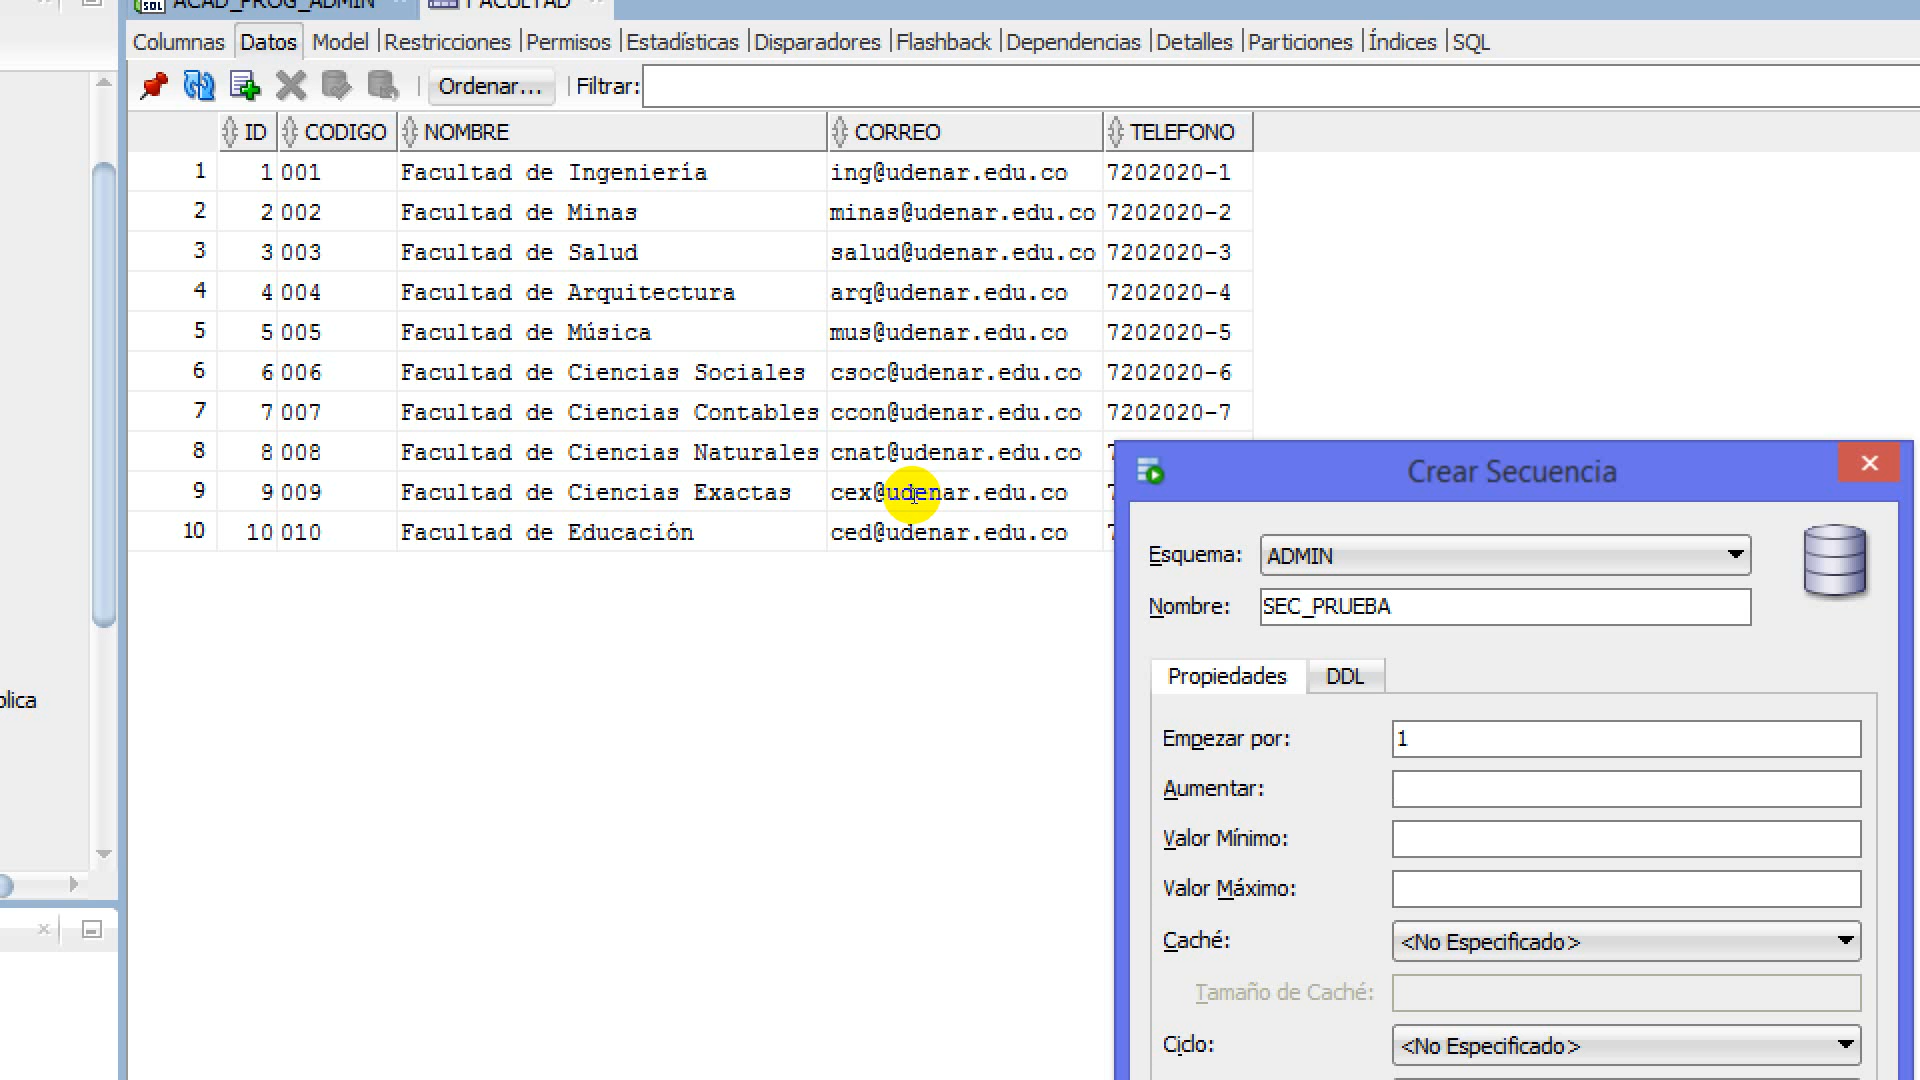 SQL ACAD_PROG_ADMIN FACULTAD
Columnas Datos Model Restricciones Permisos Estadísticas Disparadores Flashback Dependencias Detalles Particiones Índices SQL
Ordenar... Filtrar:
ID CODIGO NOMBRE CORREO TELEFONO
1 1 001 Facultad de Ingeniería ing@udenar.edu.co 7202020-1
2 2 002 Facultad de Minas minas@udenar.edu.co 7202020-2
3 3 003 Facultad de Salud salud@udenar.edu.co 7202020-3
4 4 004 Facultad de Arquitectura arq@udenar.edu.co 7202020-4
5 5 005 Facultad de Música mus@udenar.edu.co 7202020-5
6 6 006 Facultad de Ciencias Sociales csoc@udenar.edu.co 7202020-6
7 7 007 Facultad de Ciencias Contables ccon@udenar.edu.co 7202020-7
8 8 008 Facultad de Ciencias Naturales cnat@udenar.edu.co 7
9 9 009 Facultad de Ciencias Exactas cex@udenar.edu.co 7
10 10 010 Facultad de Educación ced@udenar.edu.co 7
plica
Crear Secuencia
Esquema: ADMIN
Nombre: SEC_PRUEBA
Propiedades DDL
Empezar por: 1
Aumentar:
Valor Mínimo:
Valor Máximo:
Caché: <No Especificado>
Tamaño de Caché:
Ciclo: <No Especificado>